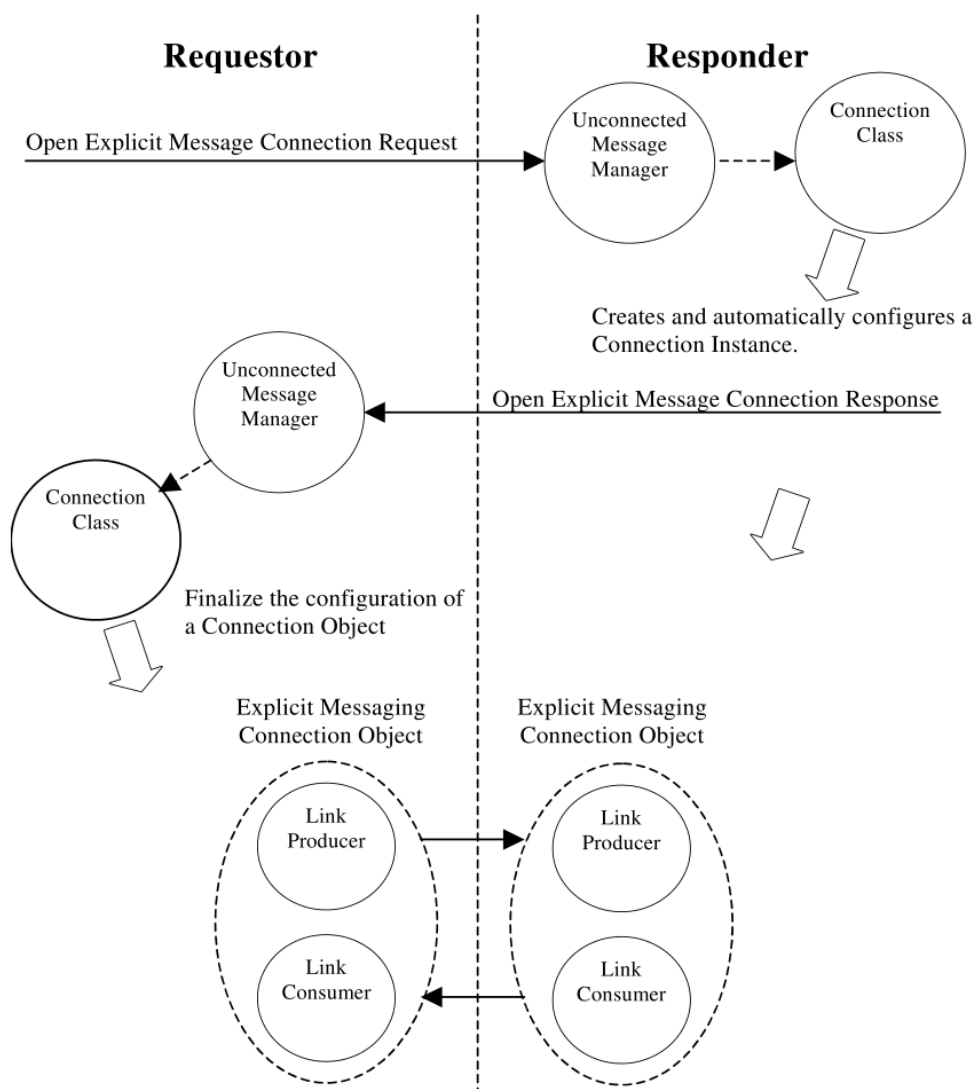 Requestor
Responder
Unconnected
Message
Manager
Connection
Class
Open Explicit Message Connection Request
Creates and automatically configures a
Connection Instance.
Unconnected
Message
Manager
Open Explicit Message Connection Response
Connection
Class
Finalize the configuration of
a Connection Object
Explicit Messaging
Connection Object
Explicit Messaging
Connection Object
Link
Producer
Link
Producer
Link
Consumer
Link
Consumer